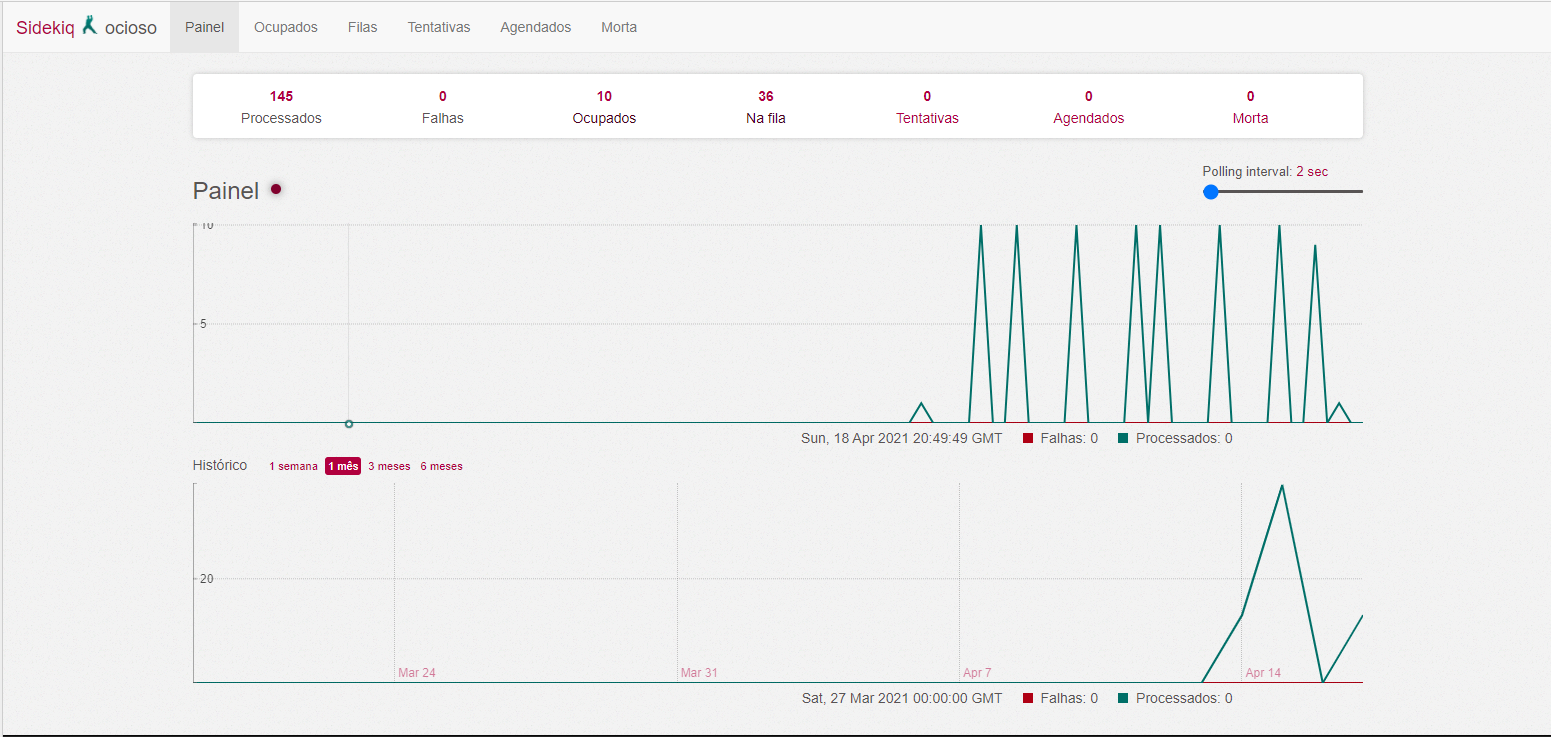 Sidekiq ocioso Painel Ocupados Filas Tentativas Agendados Morta
145 0 10 36 0 0 0
Processados Falhas Ocupados Na fila Tentativas Agendados Morta
Polling interval: 2 sec
Painel
10
5
Sun, 18 Apr 2021 20:49:49 GMT Falhas: 0 Processados: 0
Histórico 1 semana 1 mês 3 meses 6 meses
20
Mar 24 Mar 31 Apr 7 Apr 14
Sat, 27 Mar 2021 00:00:00 GMT Falhas: 0 Processados: 0